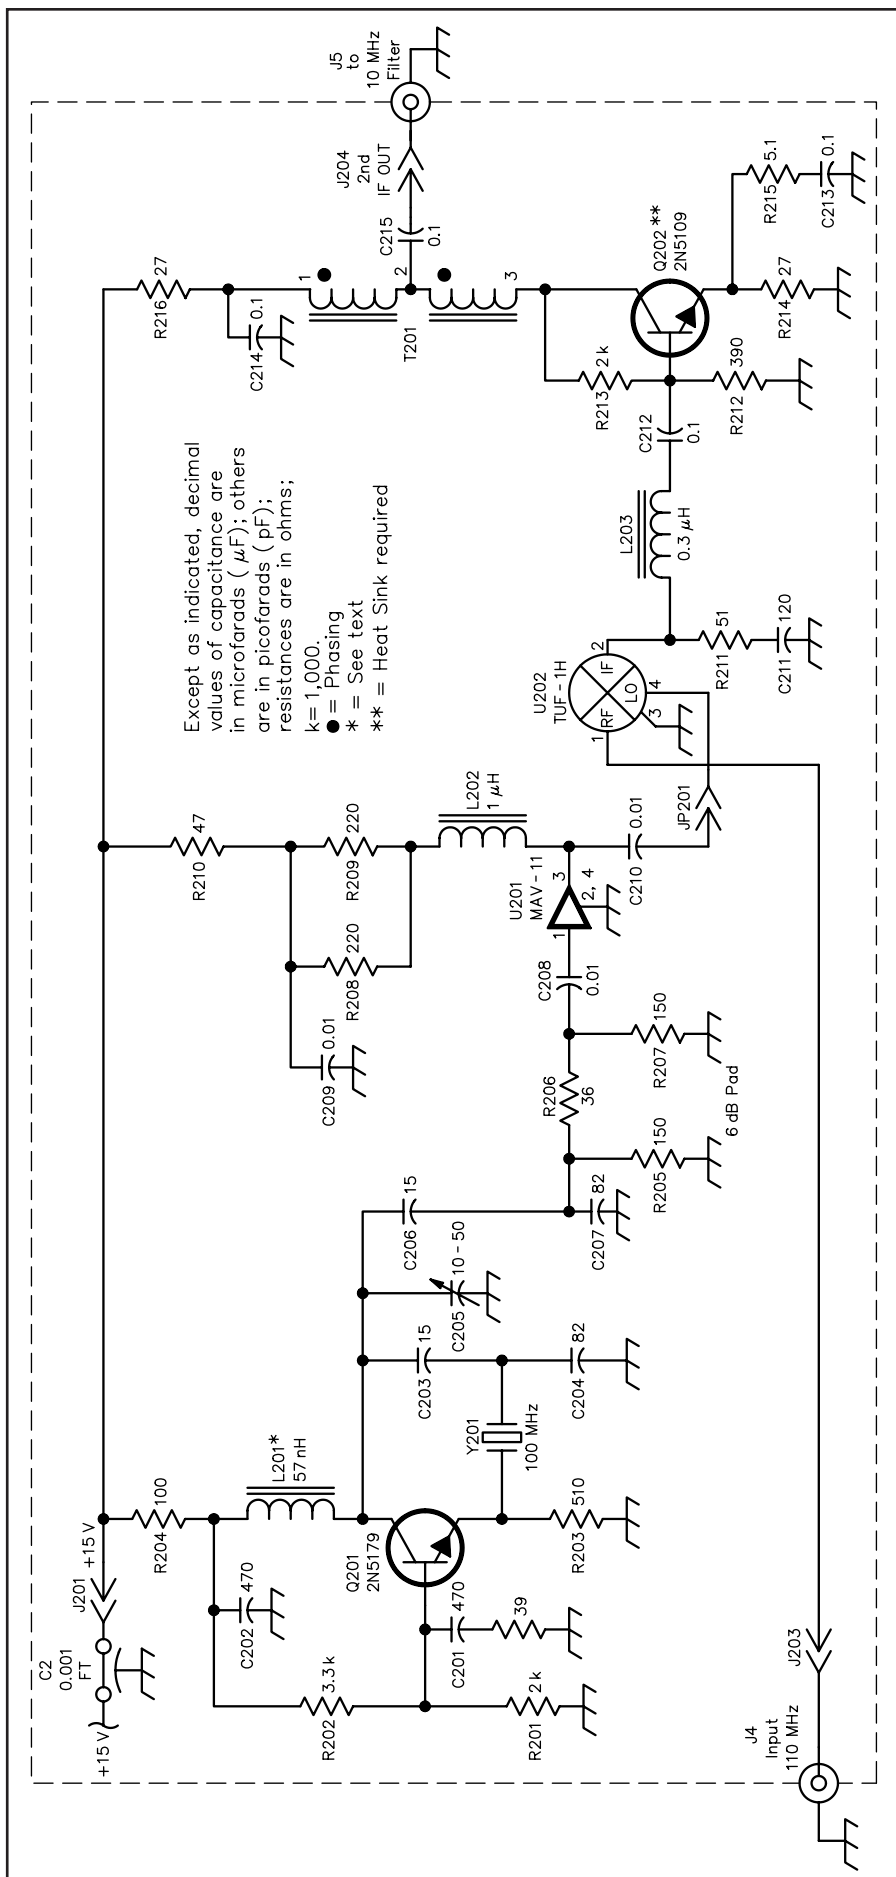 C2
0.001
FT
+15 V
J201
+15 V
R204
100
C202
470
L201*
57 nH
R202
3.3 k
Q201
2N5179
C201
470
39
R201
2 k
R203
510
Y201
100 MHz
C203
15
C204
82
C205
10 - 50
C206
15
C207
82
R205
150
R206
36
R207
150
6 dB Pad
C208
0.01
C209
0.01
R208
220
R209
220
R210
47
L202
1 μH
U201
MAV - 11
1
3
2, 4
C210
0.01
JP201
U202
TUF - 1H
RF
IF
LO
1
2
3
4
R211
51
C211
120
L203
0.3 μH
C212
0.1
R213
2 k
R212
390
Q202 **
2N5109
R214
27
R215
5.1
C213
0.1
R216
27
C214
0.1
T201
1
2
3
C215
0.1
J204
2nd
IF OUT
J5
to
10 MHz
Filter
J203
J4
Input
110 MHz
Except as indicated, decimal
values of capacitance are
in microfarads ( μF); others
are in picofarads ( pF);
resistances are in ohms;
k= 1,000.
● = Phasing
* = See text
** = Heat Sink required